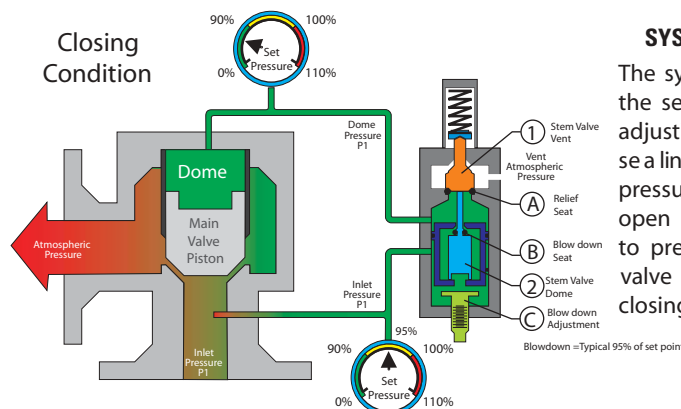 Closing
Condition
90%
100%
Set
Pressure
0%
110%
Dome
Pressure
P1
Dome
Main
Valve
Piston
Atmospheric
Pressure
Inlet
Pressure
P1
Inlet
Pressure
P1
1 Stem Valve
Vent
Vent
Atmospheric
Pressure
A Relief
Seat
B Blow down
Seat
2 Stem Valve
Dome
C Blow down
Adjustment
Blowdown =Typical 95% of set point
95%
90%
100%
Set
Pressure
0%
110%
SYS
The sy
the se
adjust
se a lin
pressu
open
to pre
valve
closing